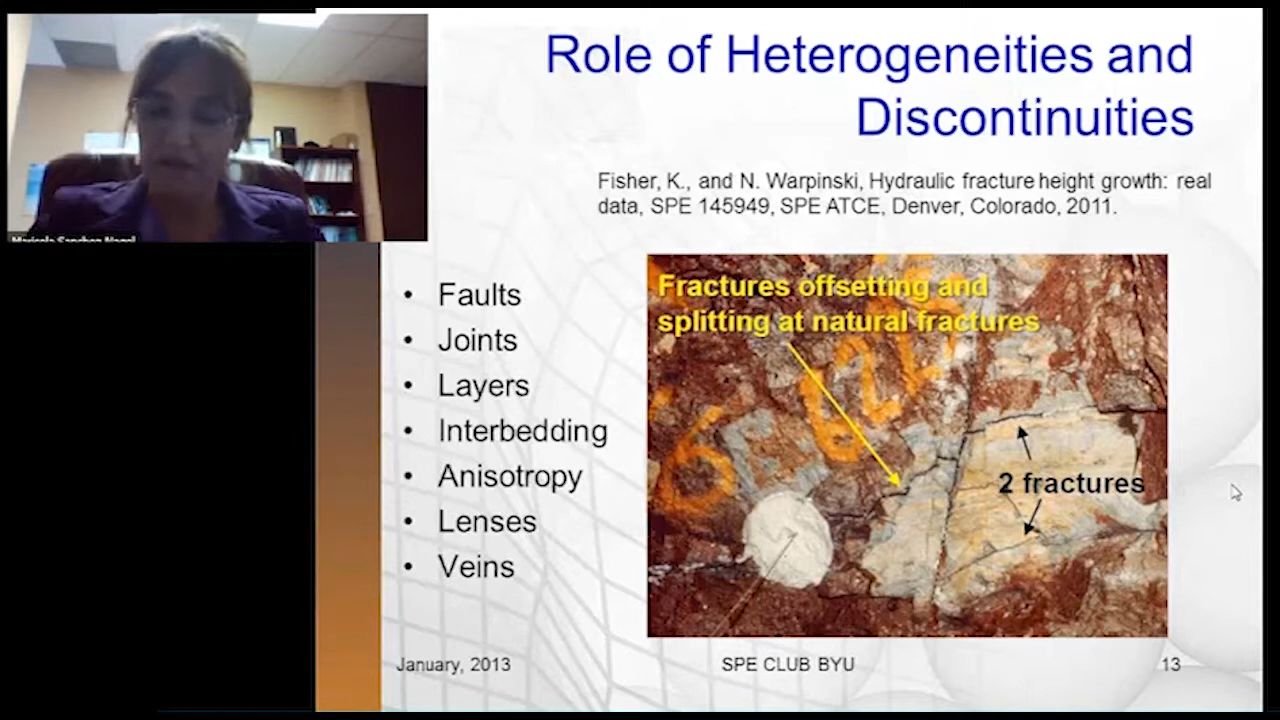 Role of Heterogeneities and
Discontinuities
Fisher, K., and N. Warpinski, Hydraulic fracture height growth: real
data, SPE 145949, SPE ATCE, Denver, Colorado, 2011.
• Faults
• Joints
• Layers
• Interbedding
• Anisotropy
• Lenses
• Veins
Fractures offsetting and
splitting at natural fractures
2 fractures
January, 2013
SPE CLUB BYU
13